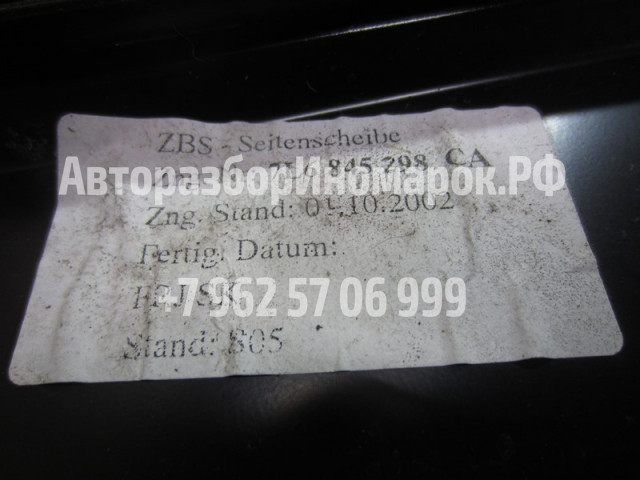 ZBS - Seitenscheibe
845 298 CA
АвторазборИномарок.РФ
Zng. Stand: 10.2002
Fertig. Datum:
+7 962 57 06 999
Stand: 805